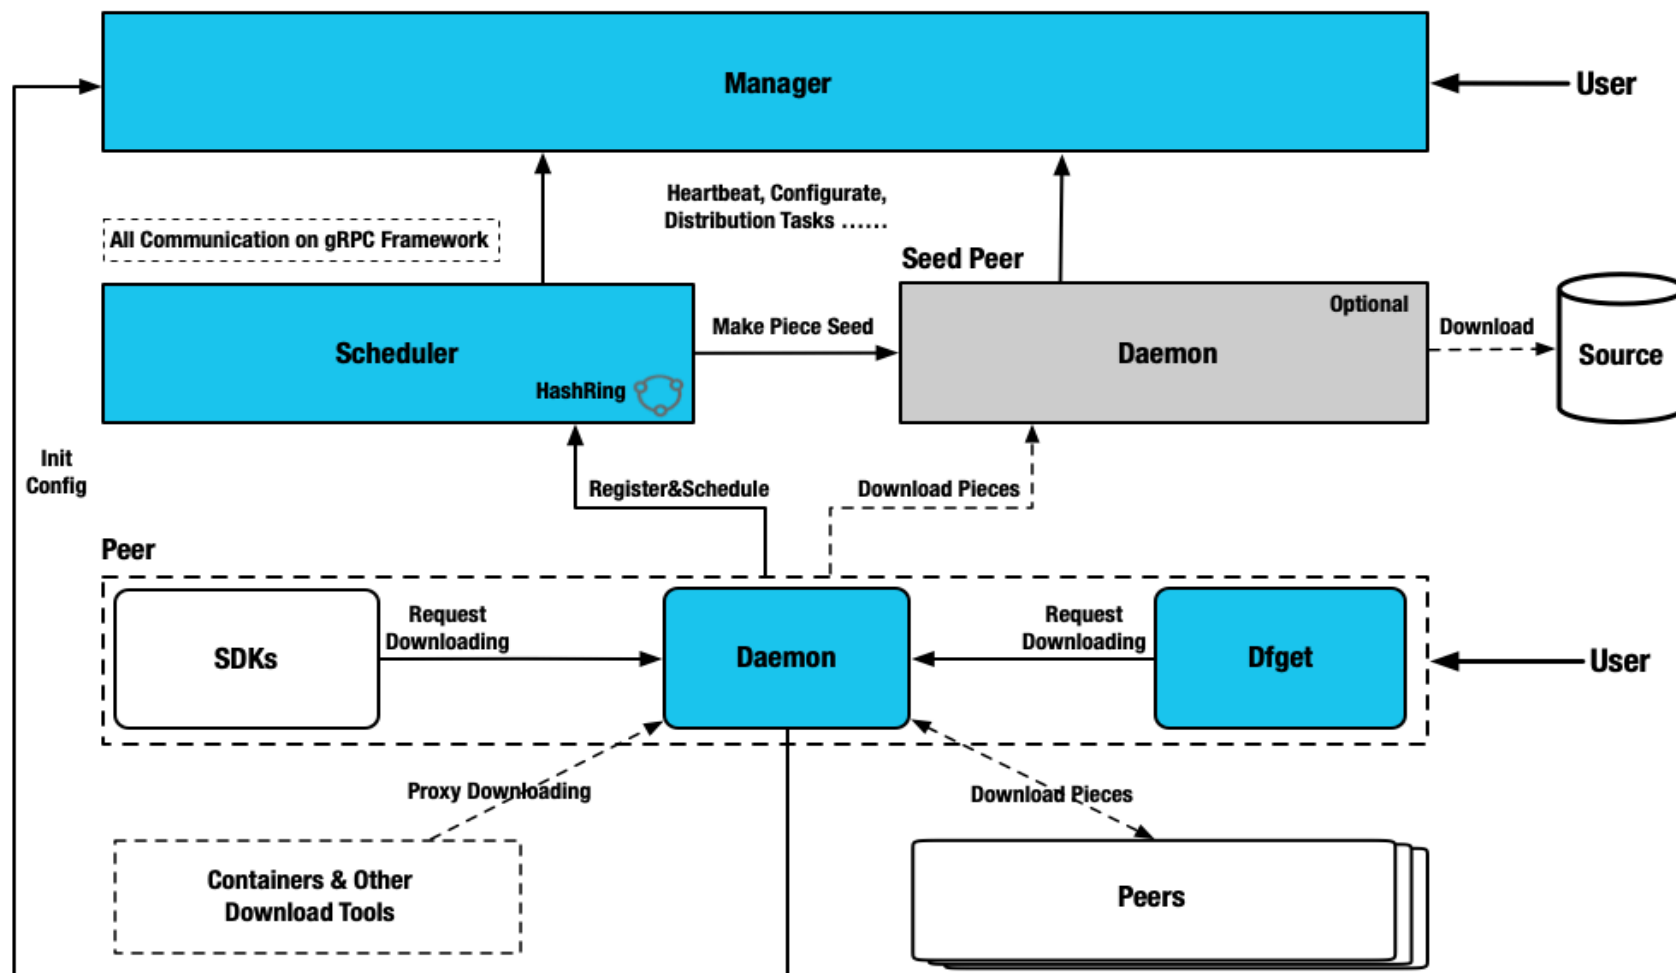 Manager
User
Heartbeat, Configurate,
Distribution Tasks ......
All Communication on gRPC Framework
Seed Peer
Optional
Scheduler
HashRing
Make Piece Seed
Daemon
Download
Source
Init
Config
Register&Schedule
Download Pieces
Peer
SDKs
Request
Downloading
Daemon
Request
Downloading
Dfget
User
Proxy Downloading
Download Pieces
Containers & Other
Download Tools
Peers